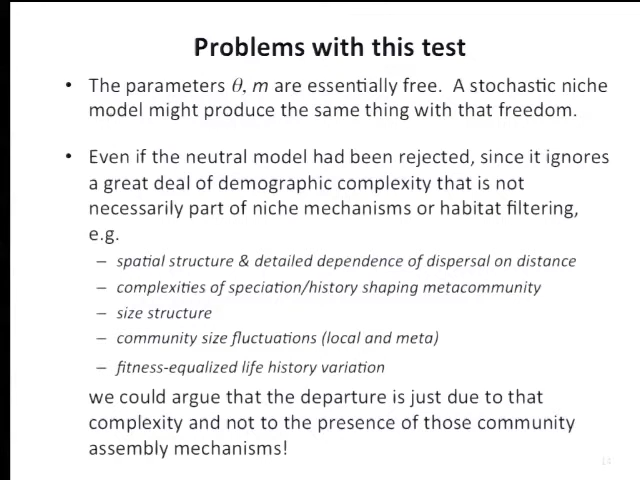 Problems with this test
• The parameters θ, m are essentially free. A stochastic niche
model might produce the same thing with that freedom.
• Even if the neutral model had been rejected, since it ignores
a great deal of demographic complexity that is not
necessarily part of niche mechanisms or habitat filtering,
e.g.
– spatial structure & detailed dependence of dispersal on distance
– complexities of speciation/history shaping metacommunity
– size structure
– community size fluctuations (local and meta)
– fitness-equalized life history variation
we could argue that the departure is just due to that
complexity and not to the presence of those community
assembly mechanisms!
14